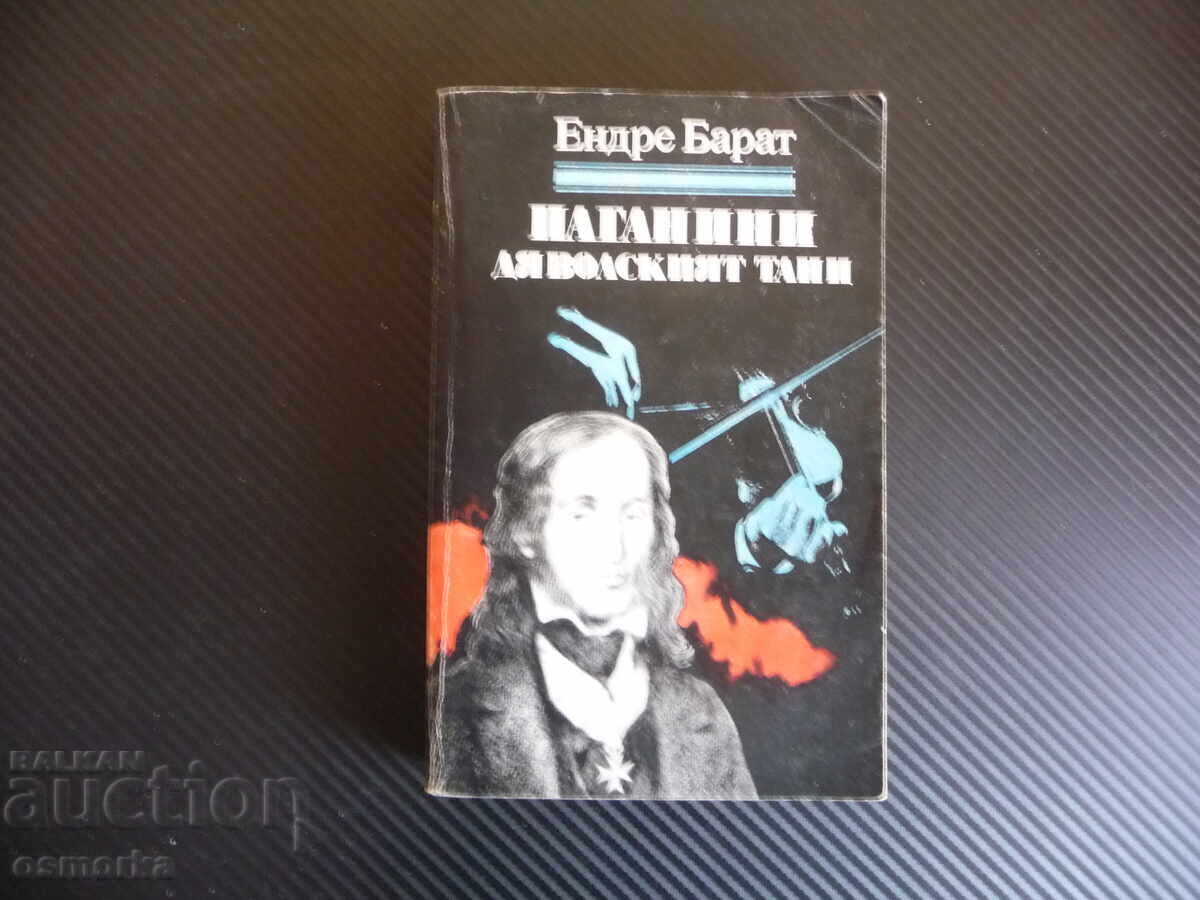 Ендре Барат
ПАГАНИНИ
ДЯВОЛСКИЯТ ТАНЦ
BALKAN
auction
osmorka